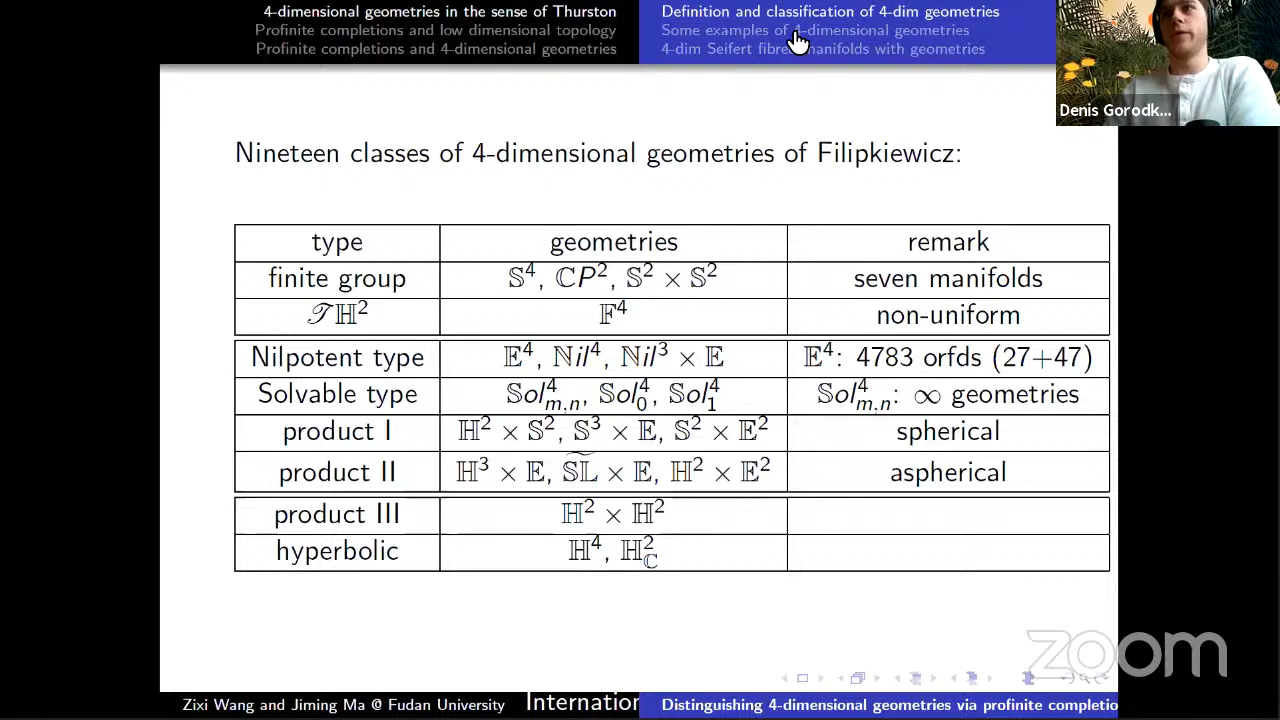 4-dimensional geometries in the sense of Thurston
Profinite completions and low dimensional topology
Profinite completions and 4-dimensional geometries
Definition and classification of 4-dim geometries
Some examples of 4-dimensional geometries
4-dim Seifert fibred manifolds with geometries
Denis Gorodk...
Nineteen classes of 4-dimensional geometries of Filipkiewicz:
type geometries remark
finite group 𝕊⁴, ℂP², 𝕊² × 𝕊² seven manifolds
𝒯ℍ² 𝔽⁴ non-uniform
Nilpotent type 𝔼⁴, ℕil⁴, ℕil³ × 𝔼 𝔼⁴: 4783 orfds (27+47)
Solvable type 𝕊ol⁴ₘ,ₙ, 𝕊ol⁴₀, 𝕊ol⁴₁ 𝕊ol⁴ₘ,ₙ: ∞ geometries
product I ℍ² × 𝕊², 𝕊³ × 𝔼, 𝕊² × 𝔼² spherical
product II ℍ³ × 𝔼, S͂𝕃 × 𝔼, ℍ² × 𝔼² aspherical
product III ℍ² × ℍ²
hyperbolic ℍ⁴, ℍ²_ℂ
zoom
Zixi Wang and Jiming Ma @ Fudan University
Internation
Distinguishing 4-dimensional geometries via profinite completio